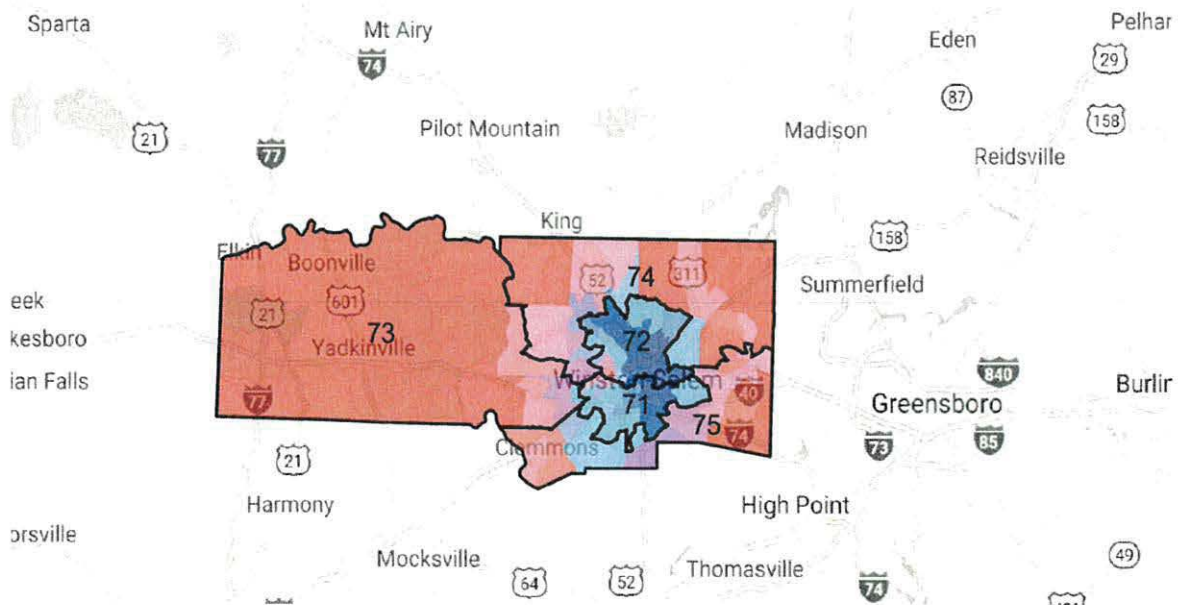 Sparta
Mt Airy
Eden
Pelhar
74
29
87
21
77
Pilot Mountain
Madison
158
Reidsville
King
Elkin
Boonville
52
74
311
158
Summerfield
eek
21
601
73
72
kesboro
Yadkinville
ian Falls
Winston-Salem
40
840
77
71
75
74
Greensboro
Burlir
73
85
21
Clemmons
Harmony
High Point
orsville
Mocksville
64
52
Thomasville
74
49